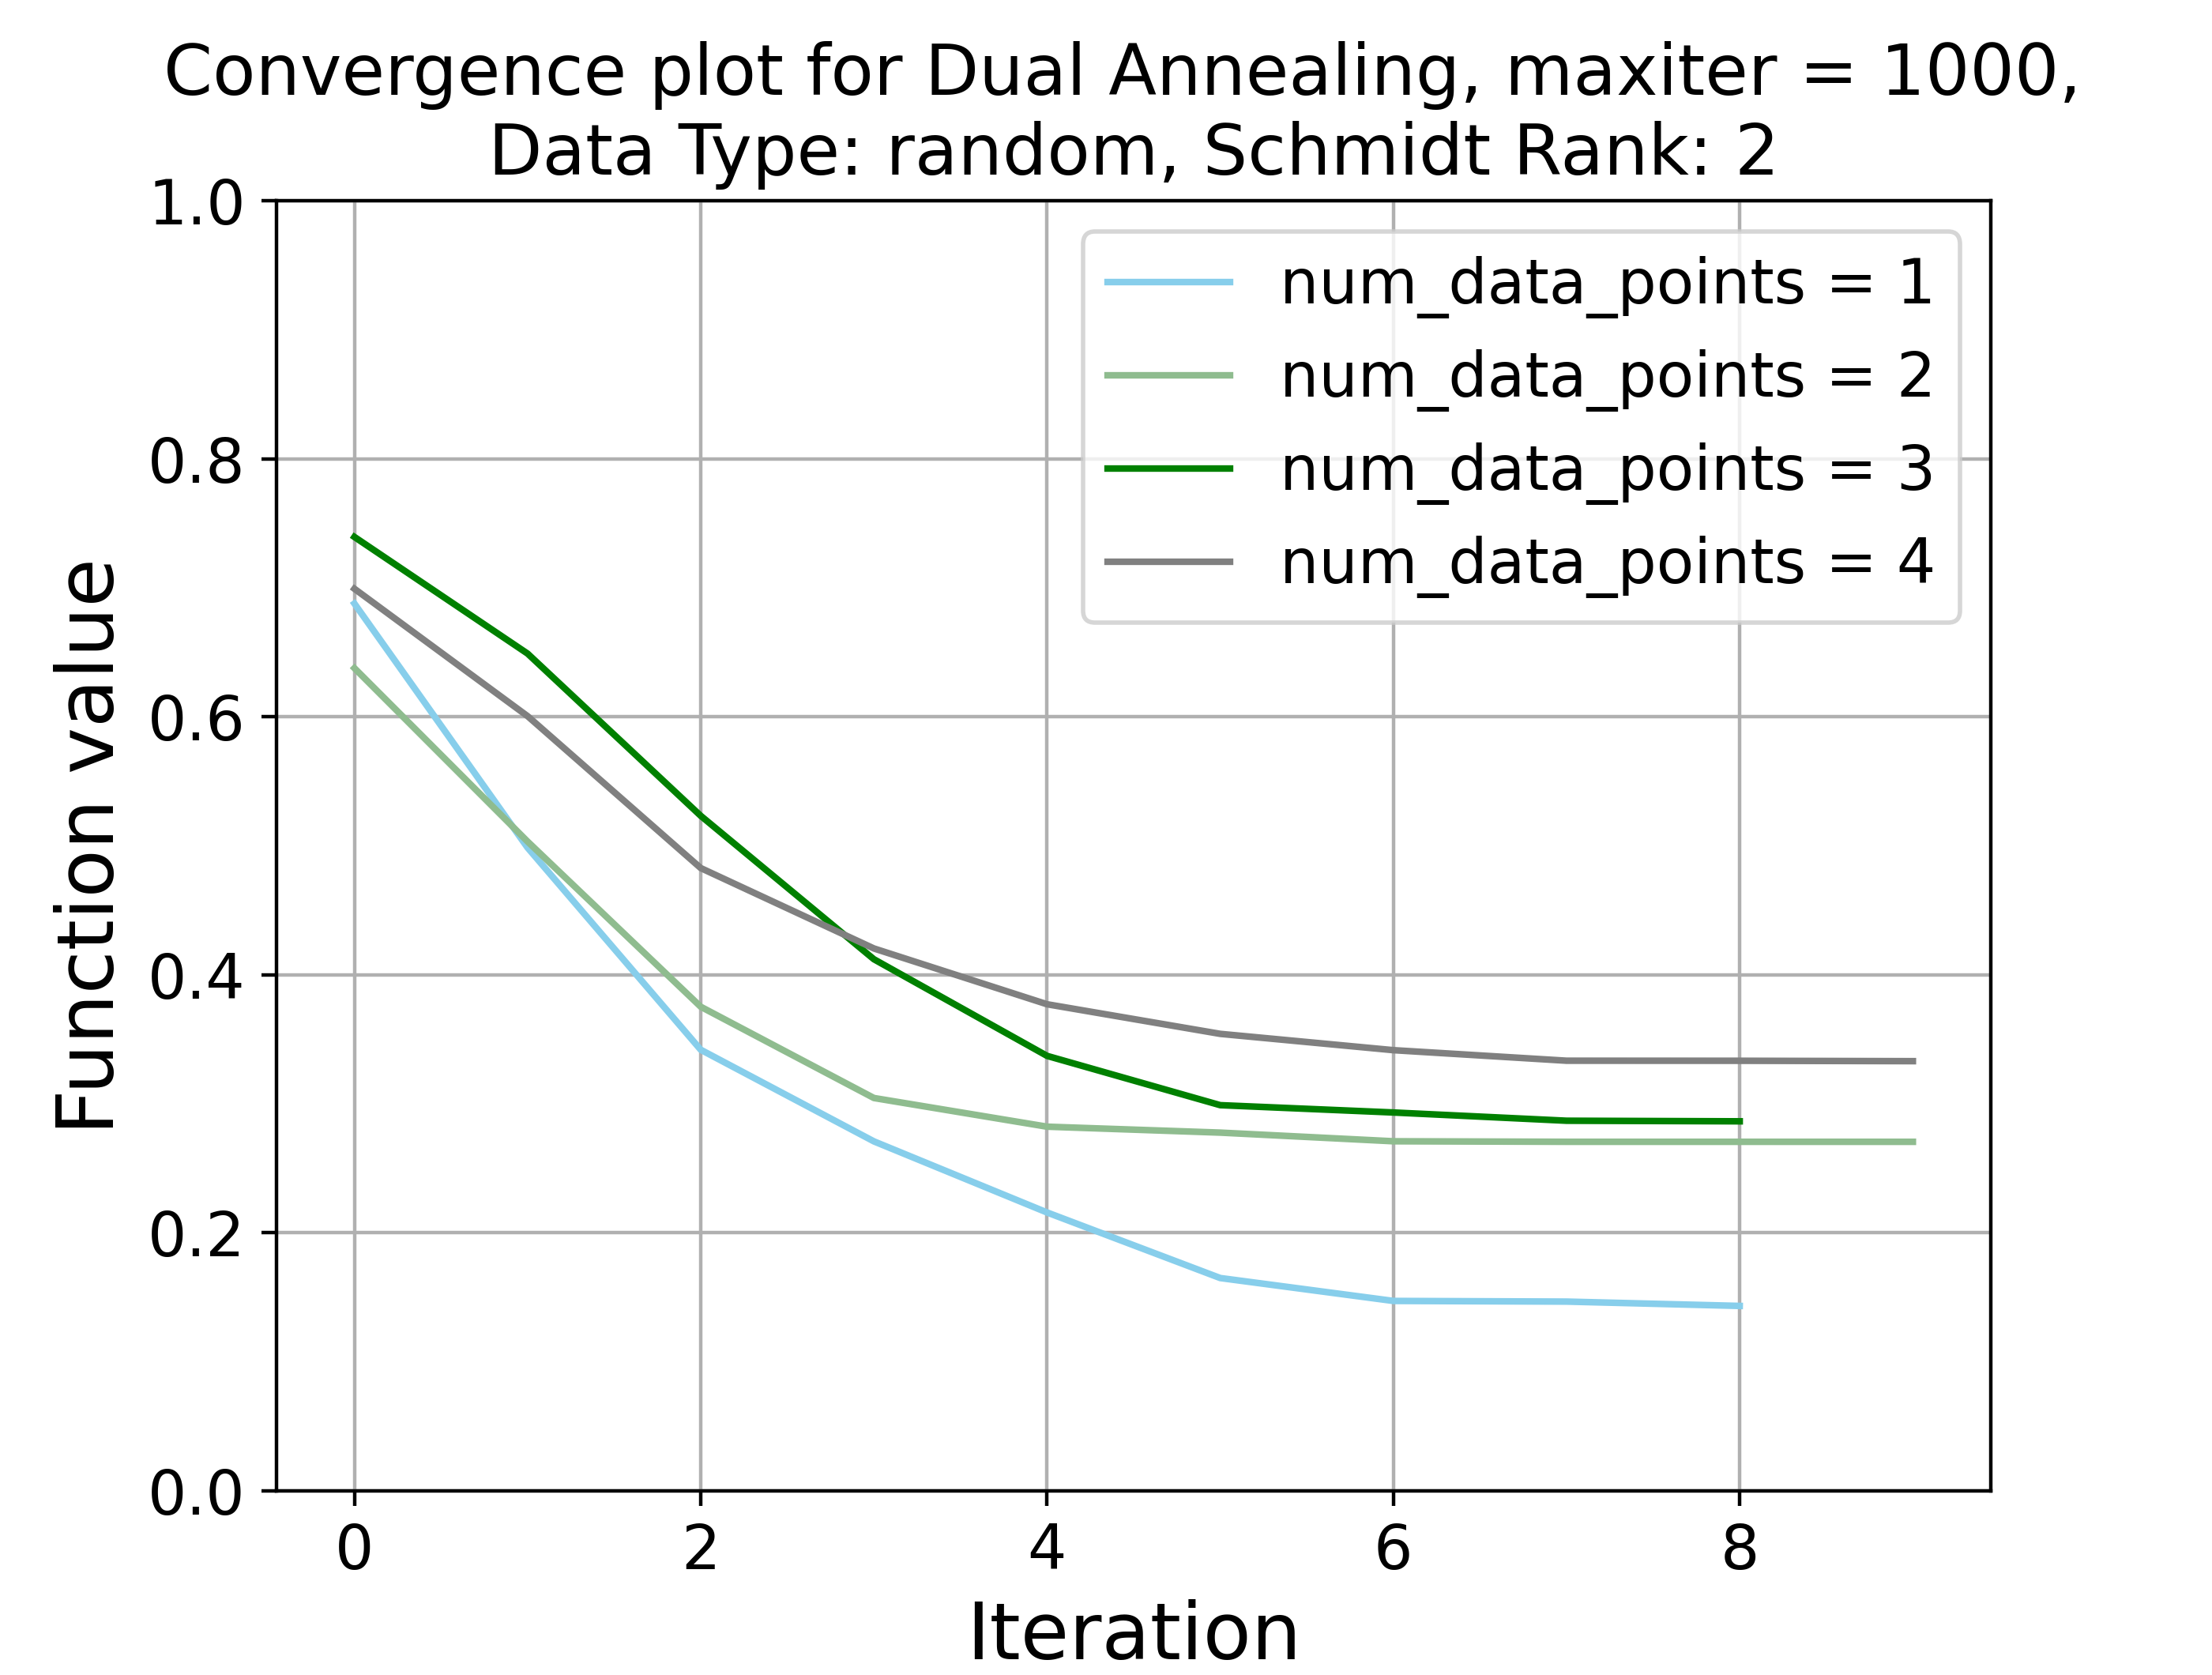 Convergence plot for Dual Annealing, maxiter = 1000,
Data Type: random, Schmidt Rank: 2
1.0
0.8
0.6
0.4
0.2
0.0
Function value
num_data_points = 1
num_data_points = 2
num_data_points = 3
num_data_points = 4
0 2 4 6 8
Iteration